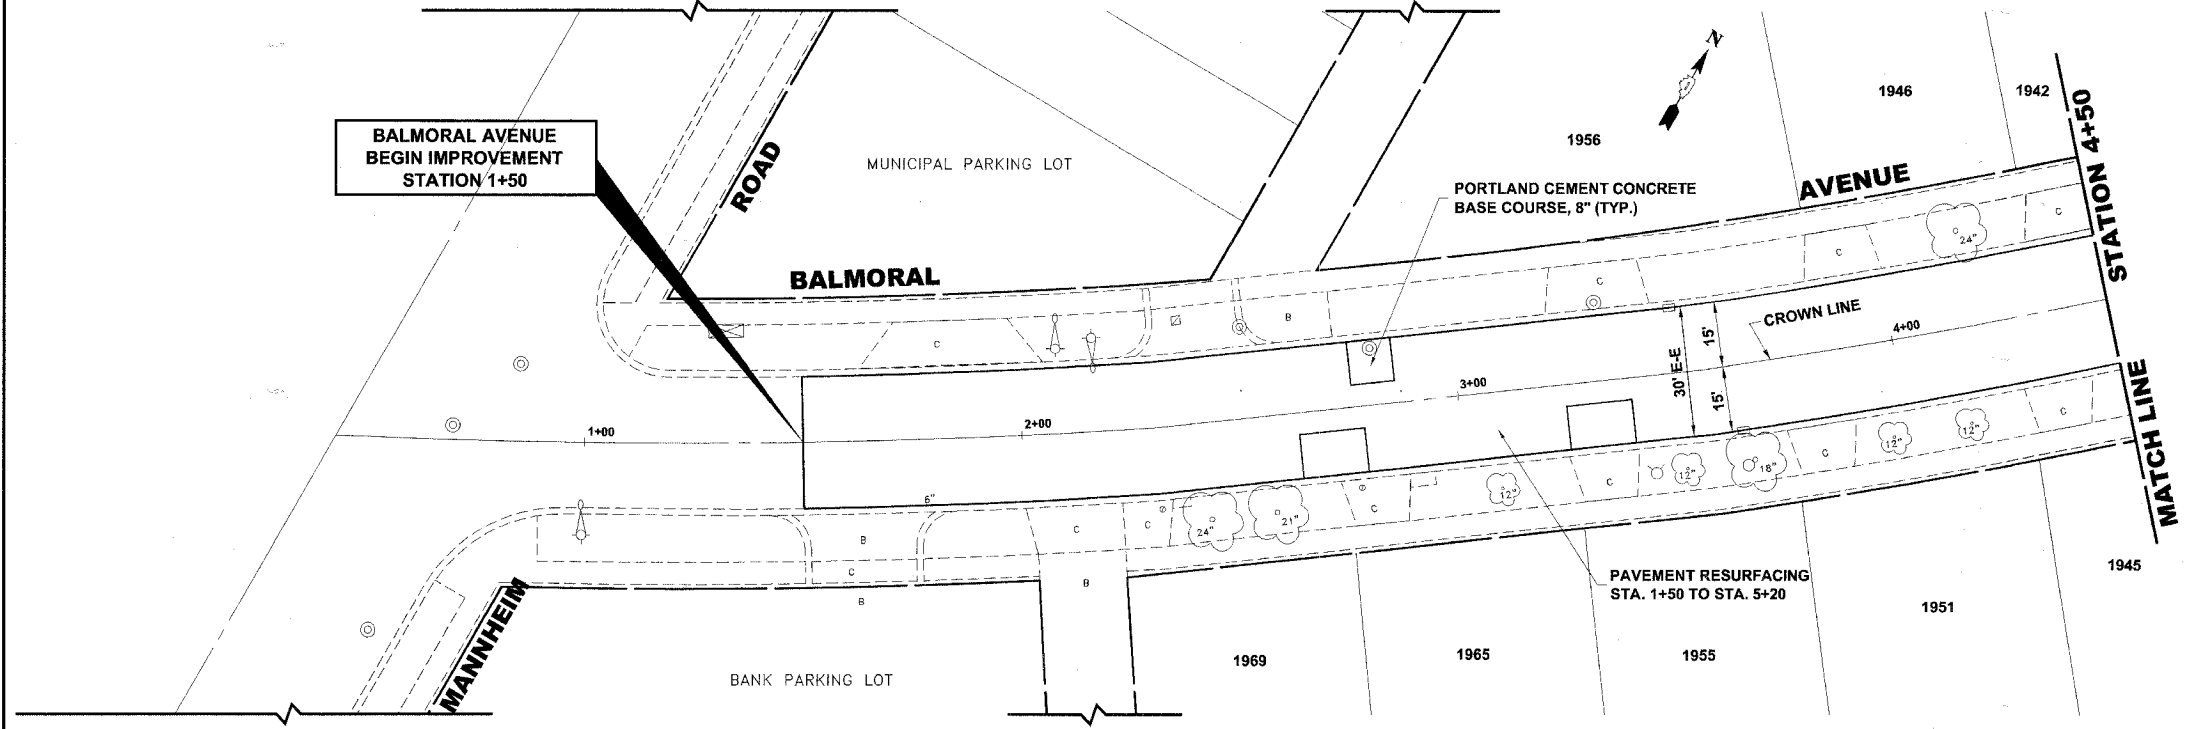 N
1946
1942
STATION 4+50
BALMORAL AVENUE
BEGIN IMPROVEMENT
STATION 1+50
ROAD
MUNICIPAL PARKING LOT
1956
AVENUE
PORTLAND CEMENT CONCRETE
BASE COURSE, 8" (TYP.)
BALMORAL
C
C
C
24"
C
B
CROWN LINE
4+00
15'
30' E-E
15'
3+00
2+00
1+00
6"
B
C
B
C
C
B
24"
21"
C
12"
C
12"
18"
C
12"
12"
C
MATCH LINE
PAVEMENT RESURFACING
STA. 1+50 TO STA. 5+20
1945
1951
MANNHEIM
BANK PARKING LOT
1969
1965
1955